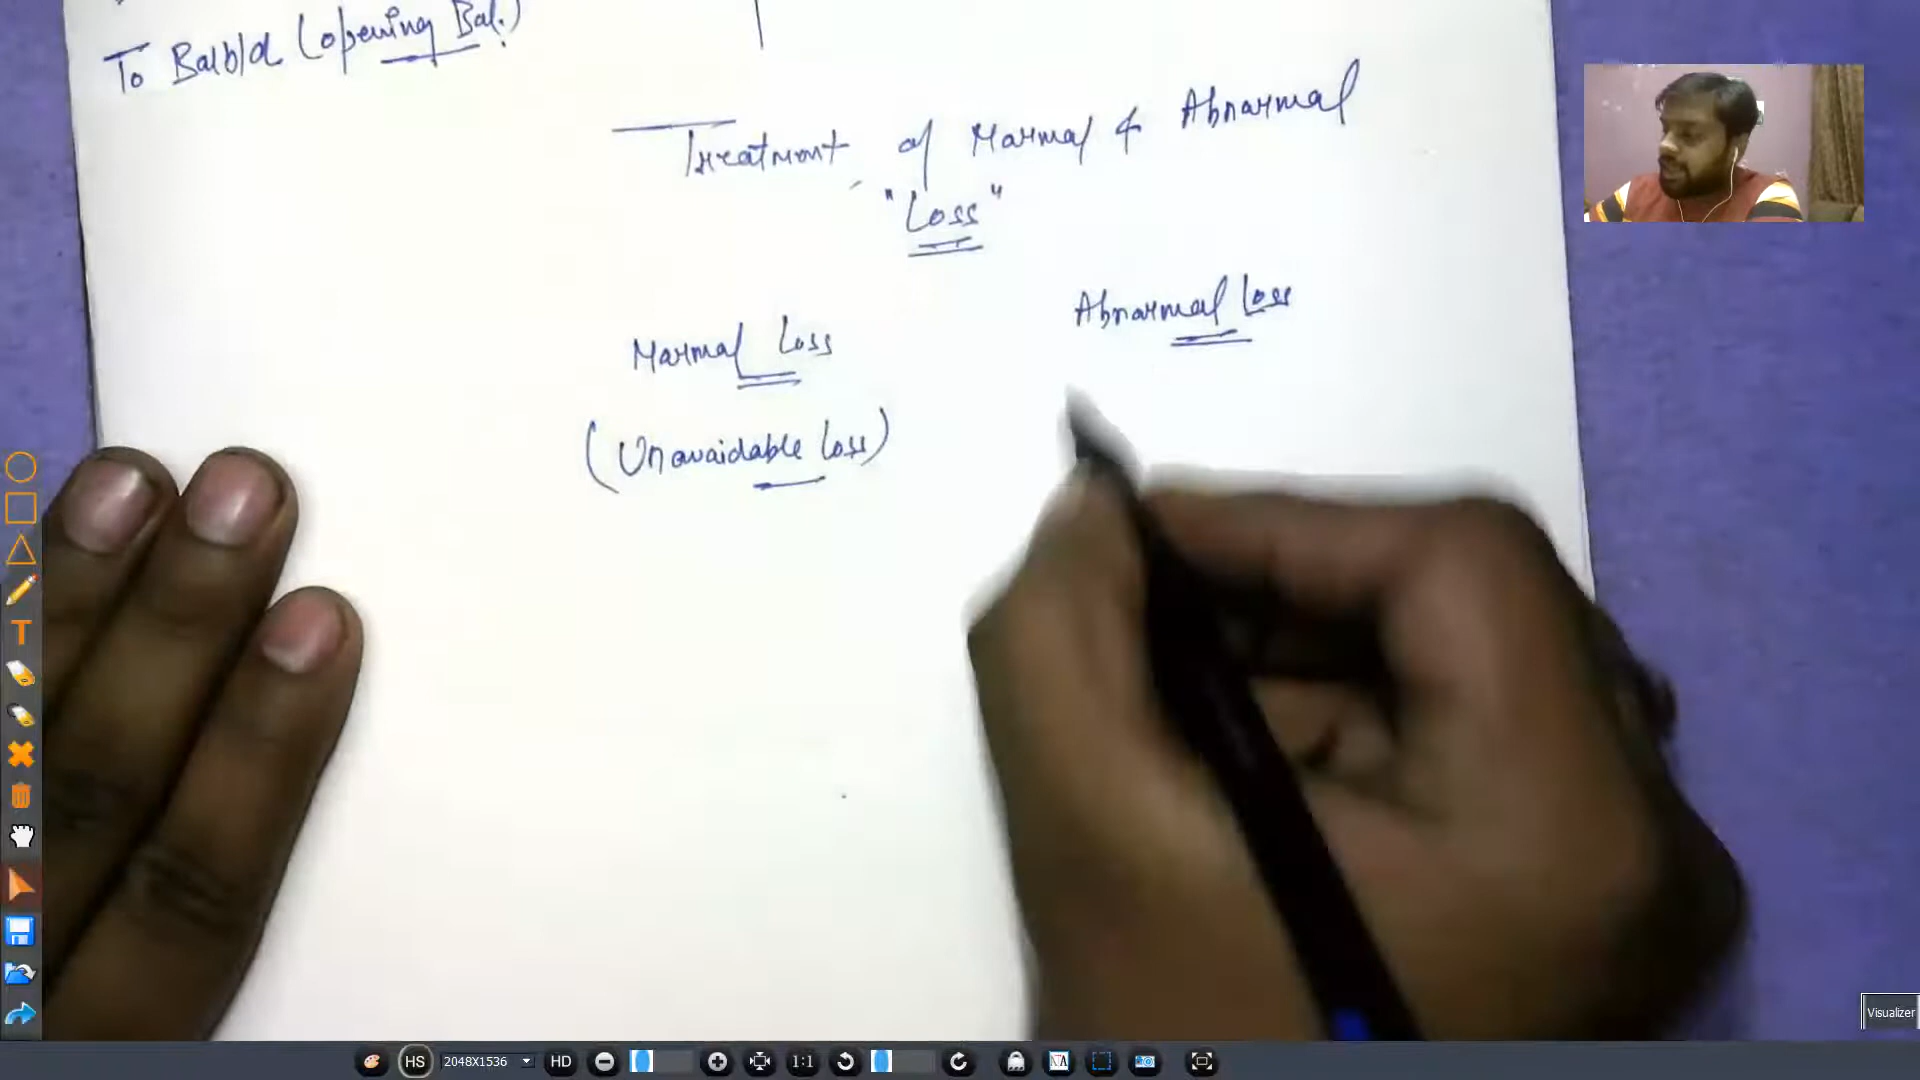 To Bal b/d (opening Bal.)
Treatment of Normal & Abnormal
"Loss"
Normal Loss
Abnormal Loss
(Unavoidable Loss)
T
HS
2048X1536
HD
1:1
Visualizer